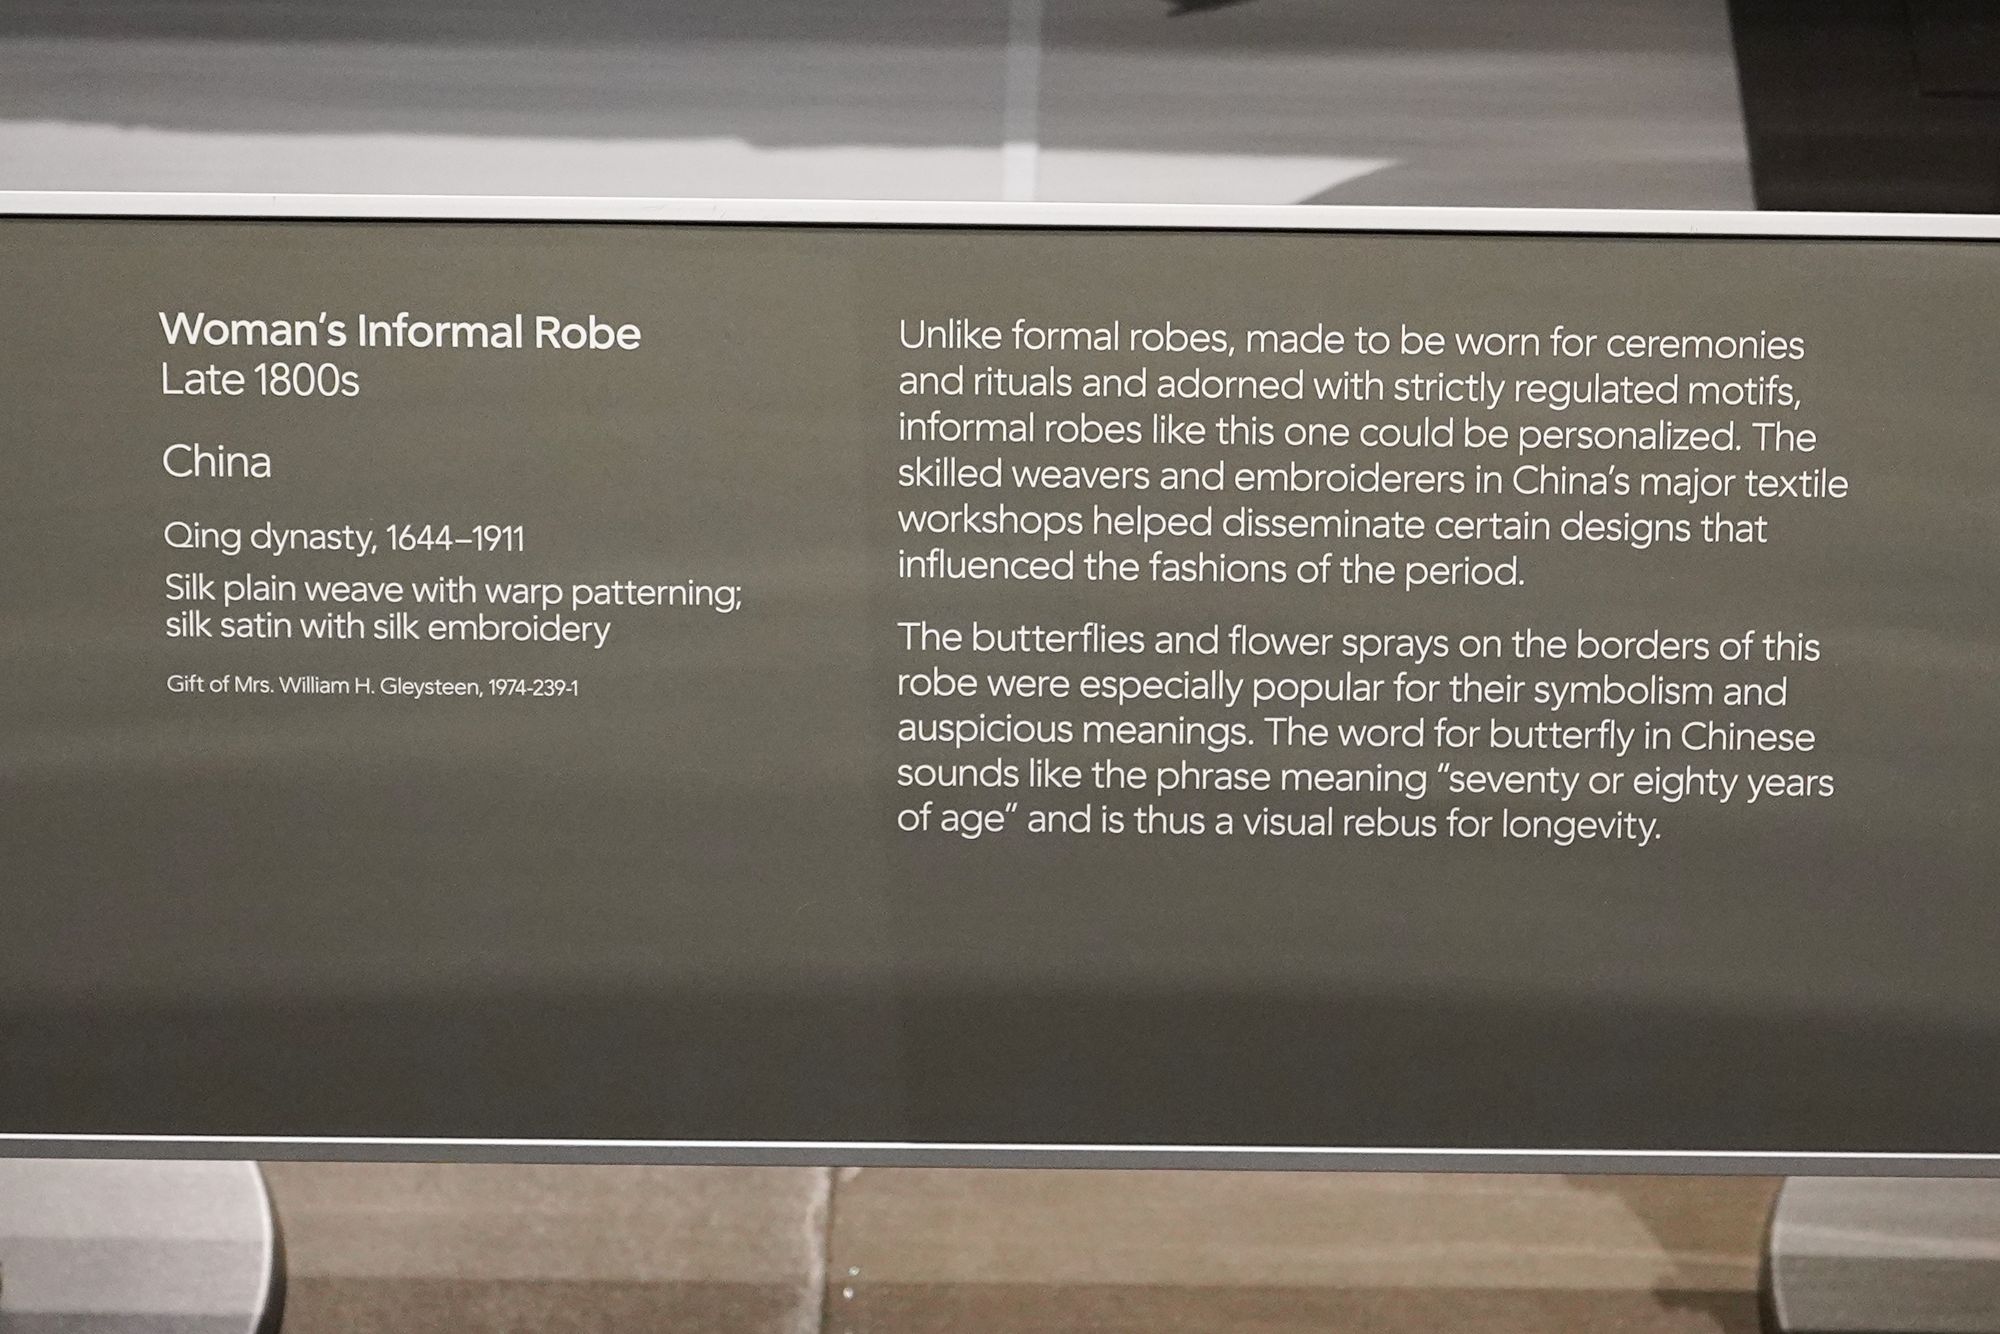 Woman's Informal Robe
Late 1800s
China
Qing dynasty, 1644–1911
Silk plain weave with warp patterning;
silk satin with silk embroidery
Gift of Mrs. William H. Gleysteen, 1974-239-1
Unlike formal robes, made to be worn for ceremonies
and rituals and adorned with strictly regulated motifs,
informal robes like this one could be personalized. The
skilled weavers and embroiderers in China's major textile
workshops helped disseminate certain designs that
influenced the fashions of the period.
The butterflies and flower sprays on the borders of this
robe were especially popular for their symbolism and
auspicious meanings. The word for butterfly in Chinese
sounds like the phrase meaning “seventy or eighty years
of age” and is thus a visual rebus for longevity.